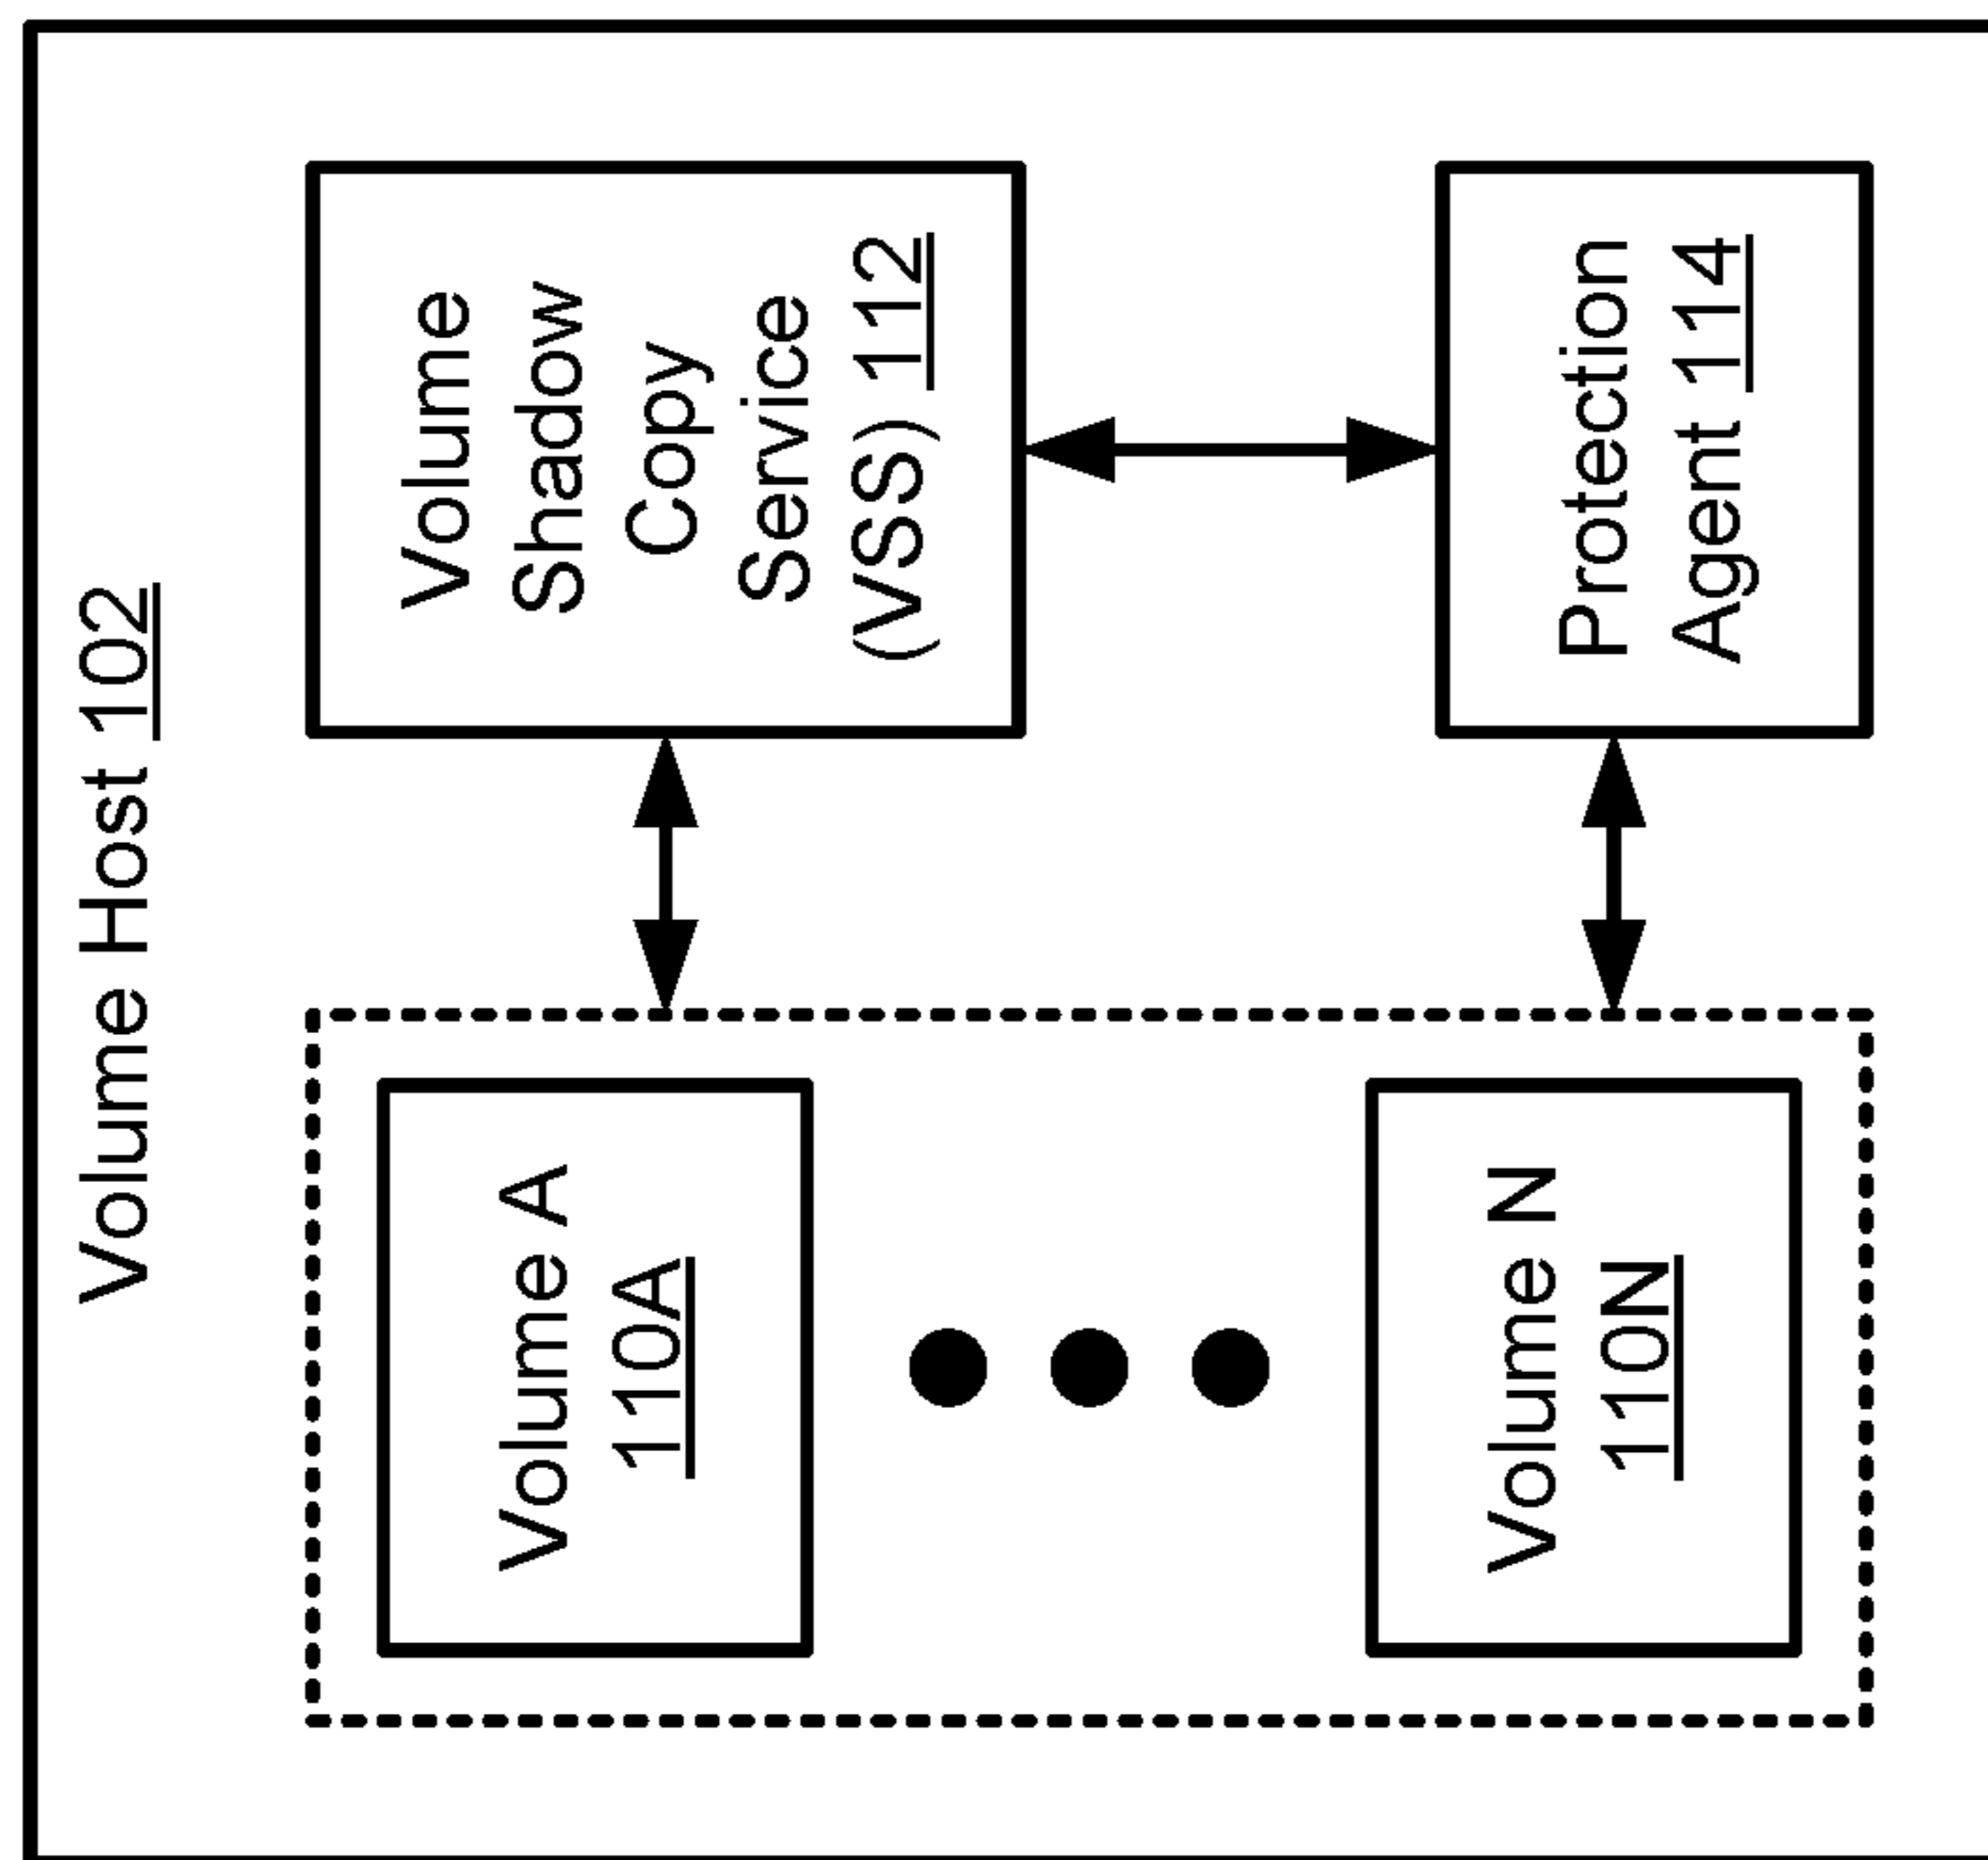 Volume Host 102
Volume A
110A
Volume N
110N
Volume
Shadow
Copy
Service
(VSS) 112
Protection
Agent 114